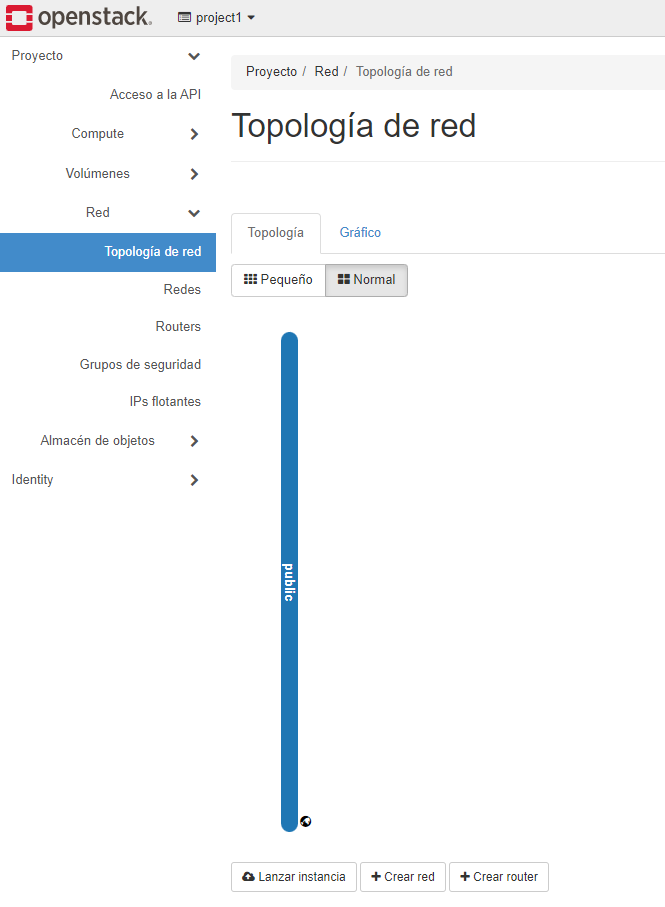 openstack. project1
Proyecto
Acceso a la API
Compute
Volúmenes
Red
Topología de red
Redes
Routers
Grupos de seguridad
IPs flotantes
Almacén de objetos
Identity
Proyecto / Red / Topología de red
Topología de red
Topología Gráfico
Pequeño Normal
public
Lanzar instancia + Crear red + Crear router